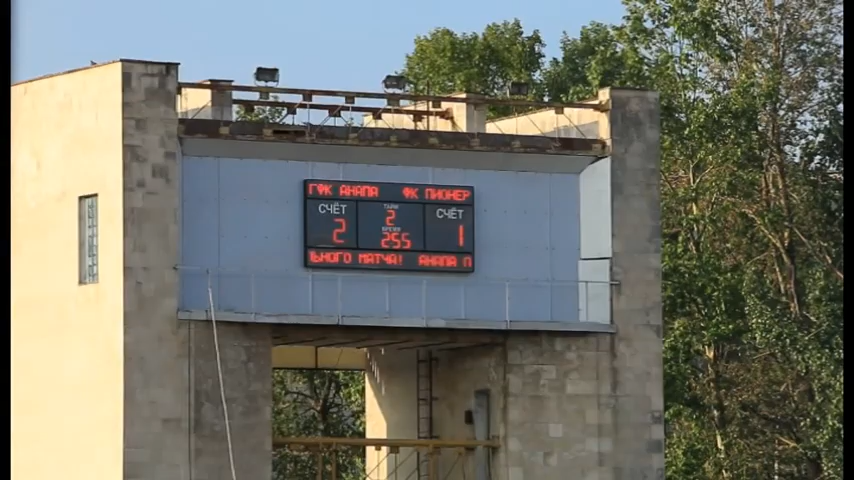 ГФК АНАПА ФК ПИОНЕР
СЧЁТ ТАЙМ СЧЁТ
2 2 1
ВРЕМЯ
255
ЬНОГО МАТЧА! АНАПА П